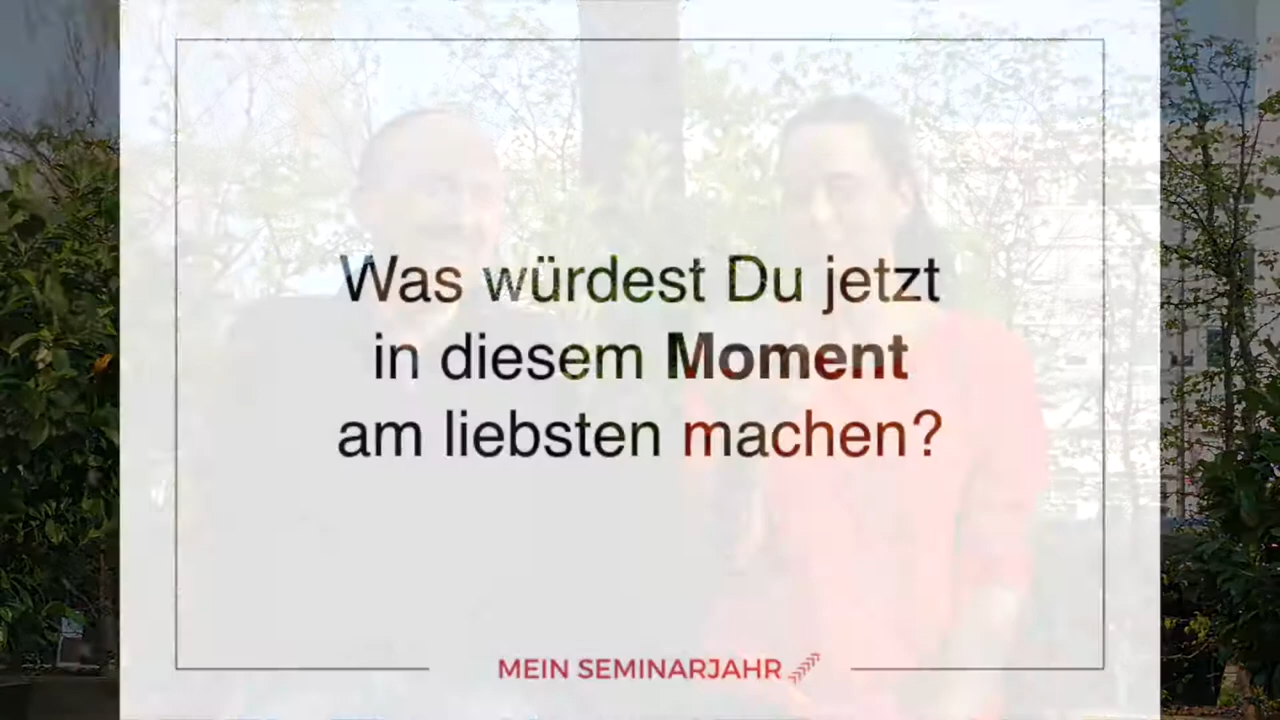 Was würdest Du jetzt
in diesem Moment
am liebsten machen?
MEIN SEMINARJAHR